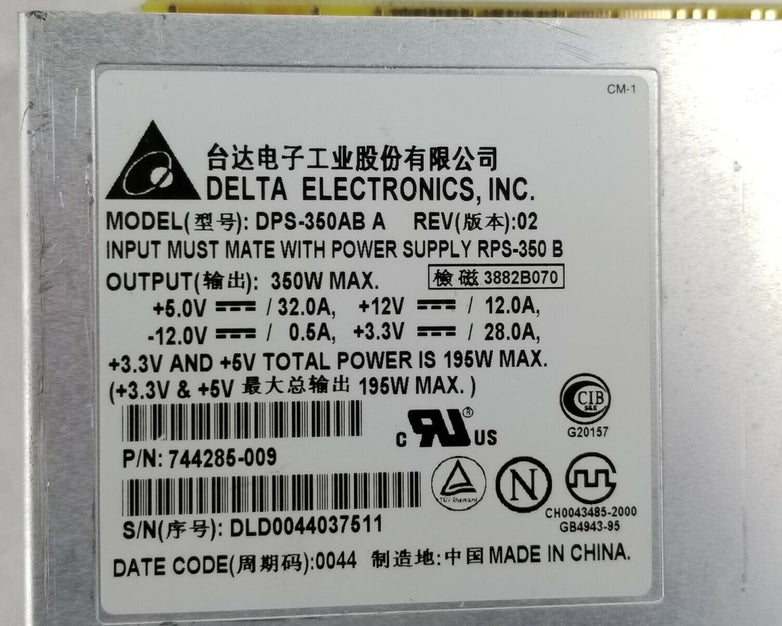 CM-1
台达电子工业股份有限公司
DELTA ELECTRONICS, INC.
MODEL(型号): DPS-350AB A REV(版本):02
INPUT MUST MATE WITH POWER SUPPLY RPS-350 B
OUTPUT(输出): 350W MAX. 檢磁 3882B070
+5.0V ⎓ / 32.0A, +12V ⎓ / 12.0A,
-12.0V ⎓ / 0.5A, +3.3V ⎓ / 28.0A,
+3.3V AND +5V TOTAL POWER IS 195W MAX.
(+3.3V & +5V 最大总输出 195W MAX. )
CIB
G20157
c RU ® US
P/N: 744285-009
N
CH0043485-2000
GB4943-95
S/N(序号): DLD0044037511
DATE CODE(周期码):0044 制造地:中国 MADE IN CHINA.